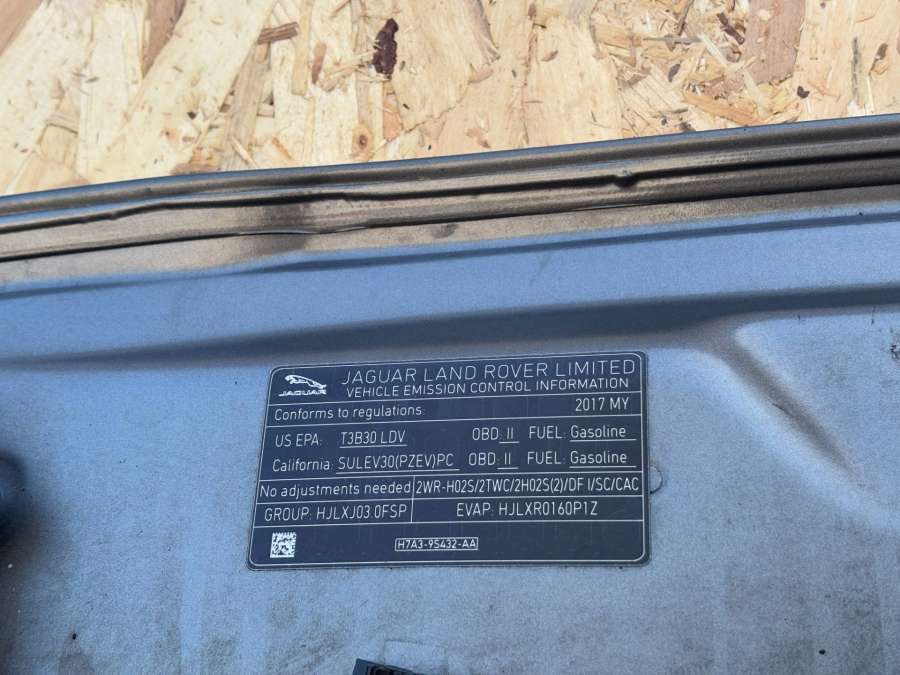 JAGUAR
JAGUAR LAND ROVER LIMITED
VEHICLE EMISSION CONTROL INFORMATION
Conforms to regulations: 2017 MY
US EPA: T3B30 LDV OBD: II FUEL: Gasoline
California: SULEV30(PZEV)PC OBD: II FUEL: Gasoline
No adjustments needed 2WR-HO2S/2TWC/2HO2S(2)/DF I/SC/CAC
GROUP: HJLXJ03.0FSP EVAP: HJLXR0160P1Z
H7A3-9S432-AA